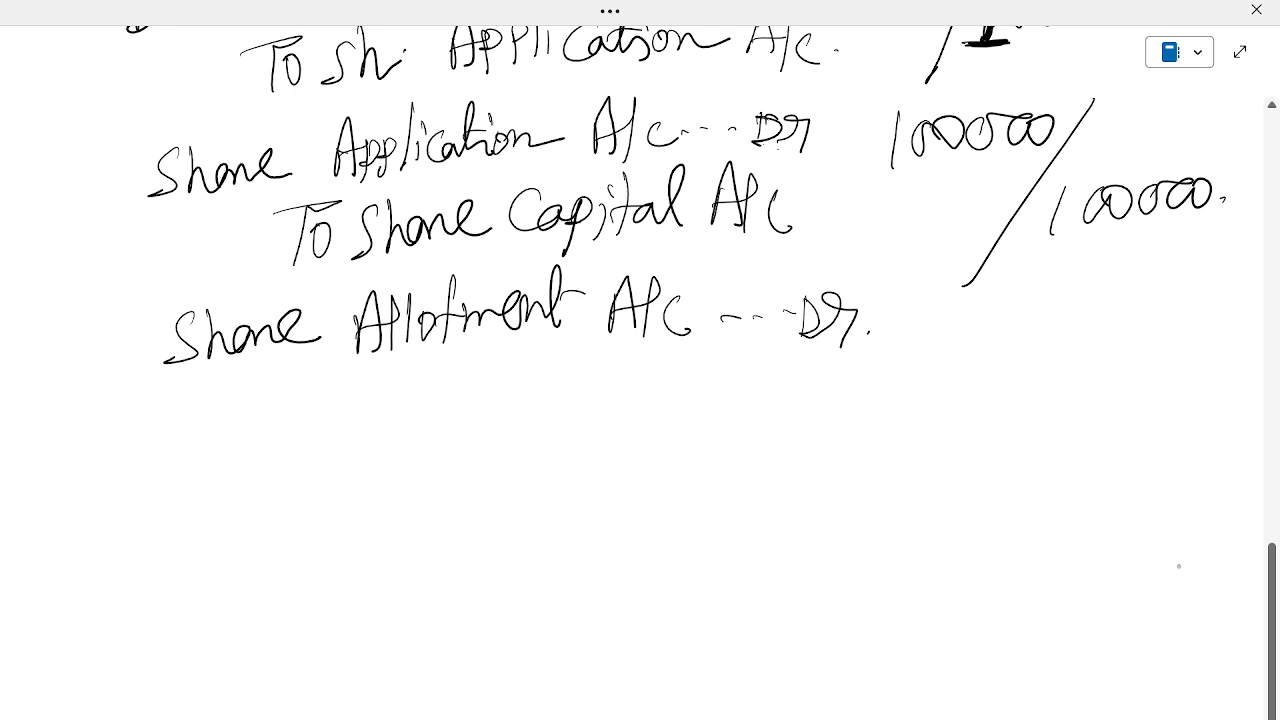 To Sh. Application A/c.
Share Application A/c --- Dr 100000
To Share Capital A/c 100000.
Share Allotment A/c --- Dr.